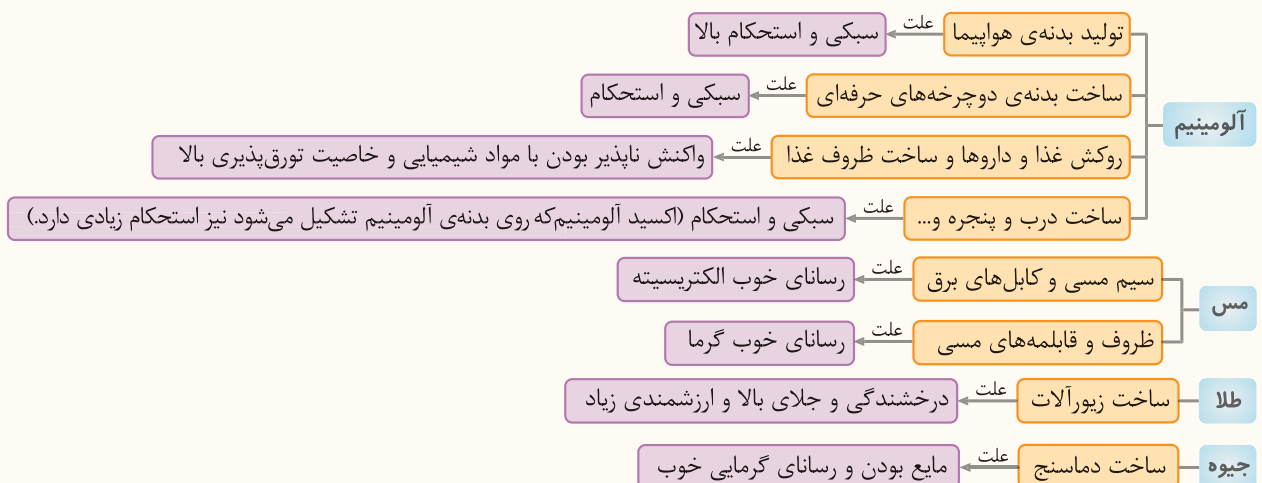 آلومینیم
تولید بدنه‌ی هواپیما علت سبکی و استحکام بالا
ساخت بدنه‌ی دوچرخه‌های حرفه‌ای علت سبکی و استحکام
روکش غذا و داروها و ساخت ظروف غذا علت واکنش ناپذیر بودن با مواد شیمیایی و خاصیت تورق‌پذیری بالا
ساخت درب و پنجره و... علت سبکی و استحکام (اکسید آلومینیم‌که روی بدنه‌ی آلومینیم تشکیل می‌شود نیز استحکام زیادی دارد.)
مس
سیم مسی و کابل‌های برق علت رسانای خوب الکتریسیته
ظروف و قابلمه‌های مسی علت رسانای خوب گرما
طلا ساخت زیورآلات علت درخشندگی و جلای بالا و ارزشمندی زیاد
جیوه ساخت دماسنج علت مایع بودن و رسانای گرمایی خوب